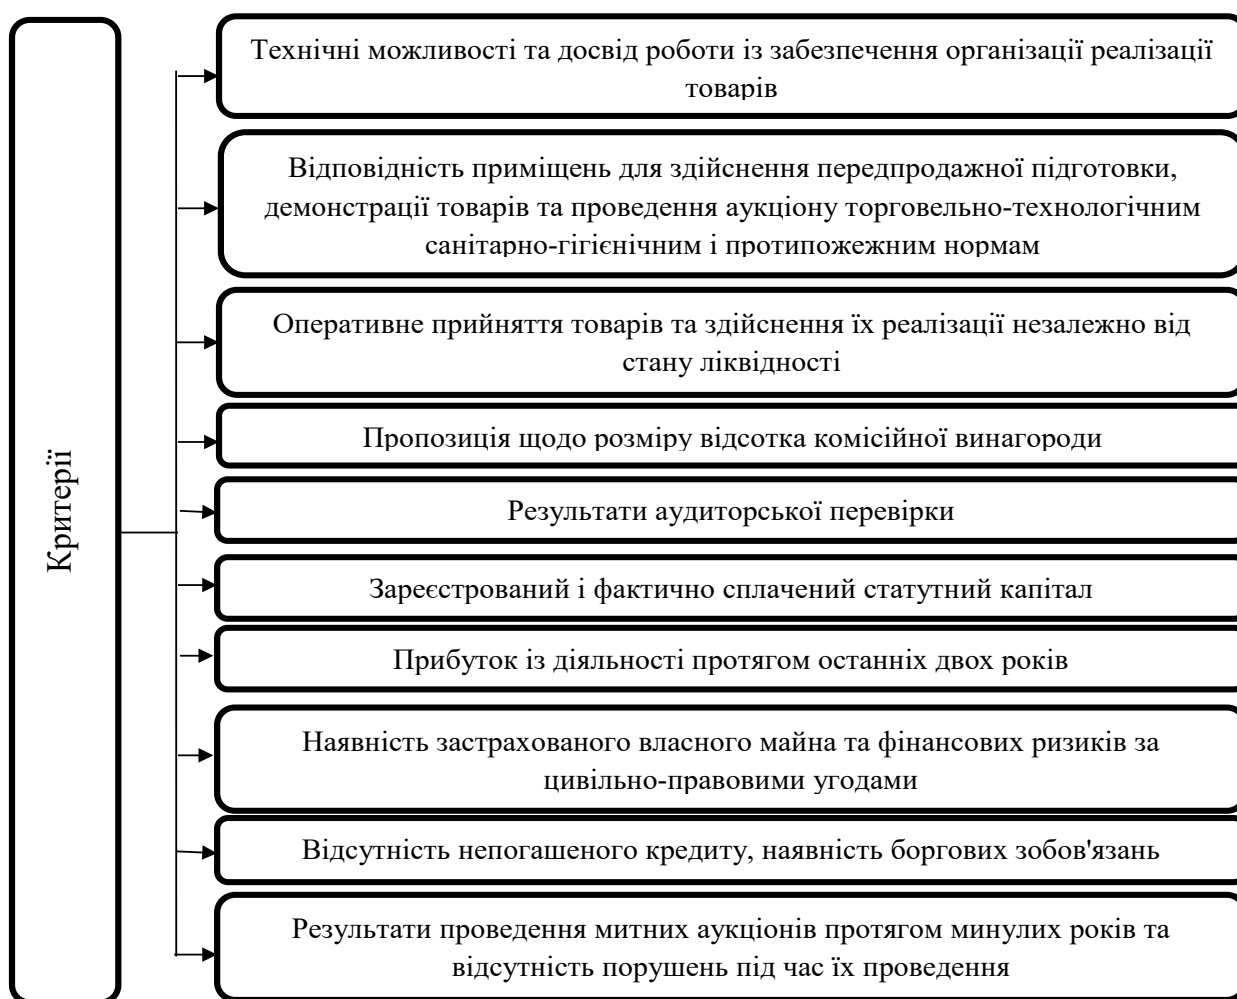 Критерії
Технічні можливості та досвід роботи із забезпечення організації реалізації
товарів
Відповідність приміщень для здійснення передпродажної підготовки,
демонстрації товарів та проведення аукціону торговельно-технологічним
санітарно-гігієнічним і протипожежним нормам
Оперативне прийняття товарів та здійснення їх реалізації незалежно від
стану ліквідності
Пропозиція щодо розміру відсотка комісійної винагороди
Результати аудиторської перевірки
Зареєстрований і фактично сплачений статутний капітал
Прибуток із діяльності протягом останніх двох років
Наявність застрахованого власного майна та фінансових ризиків за
цивільно-правовими угодами
Відсутність непогашеного кредиту, наявність боргових зобов'язань
Результати проведення митних аукціонів протягом минулих років та
відсутність порушень під час їх проведення